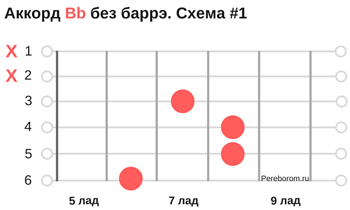 Аккорд Bb без баррэ. Схема #1
X 1
X 2
3
4
5
6
Pereborom.ru
5 лад 7 лад 9 лад